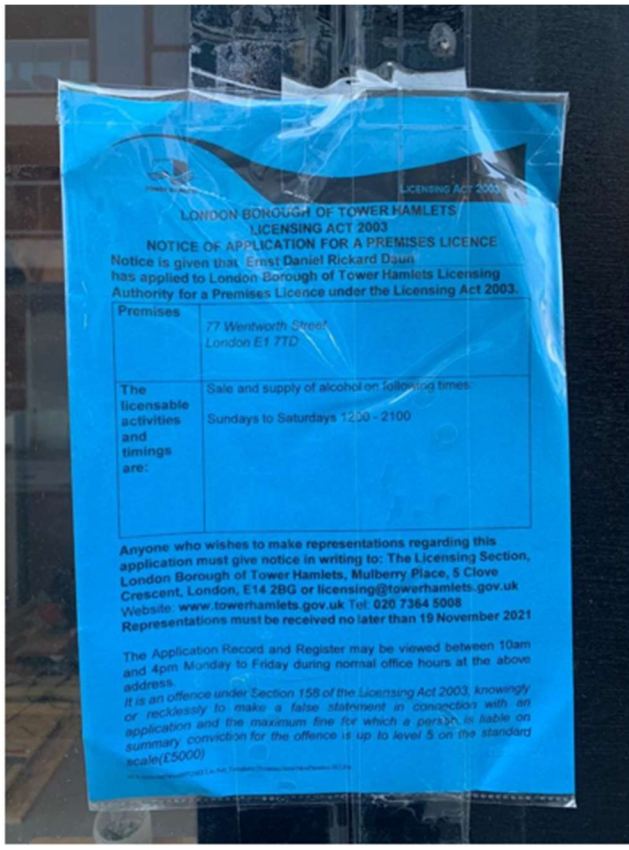 TOWER HAMLETS
LICENSING ACT 2003
LONDON BOROUGH OF TOWER HAMLETS
LICENSING ACT 2003
NOTICE OF APPLICATION FOR A PREMISES LICENCE
Notice is given that Ernst Daniel Rickard Daun
has applied to London Borough of Tower Hamlets Licensing
Authority for a Premises Licence under the Licensing Act 2003.
Premises
77 Wentworth Street
London E1 7TD
The
licensable
activities
and
timings
are:
Sale and supply of alcohol on following times:
Sundays to Saturdays 1200 - 2100
Anyone who wishes to make representations regarding this
application must give notice in writing to: The Licensing Section,
London Borough of Tower Hamlets, Mulberry Place, 5 Clove
Crescent, London, E14 2BG or licensing@towerhamlets.gov.uk
Website: www.towerhamlets.gov.uk Tel: 020 7364 5008
Representations must be received no later than 19 November 2021
The Application Record and Register may be viewed between 10am
and 4pm Monday to Friday during normal office hours at the above
address.
It is an offence under Section 158 of the Licensing Act 2003, knowingly
or recklessly to make a false statement in connection with an
application and the maximum fine for which a person is liable on
summary conviction for the offence is up to level 5 on the standard
scale(£5000)